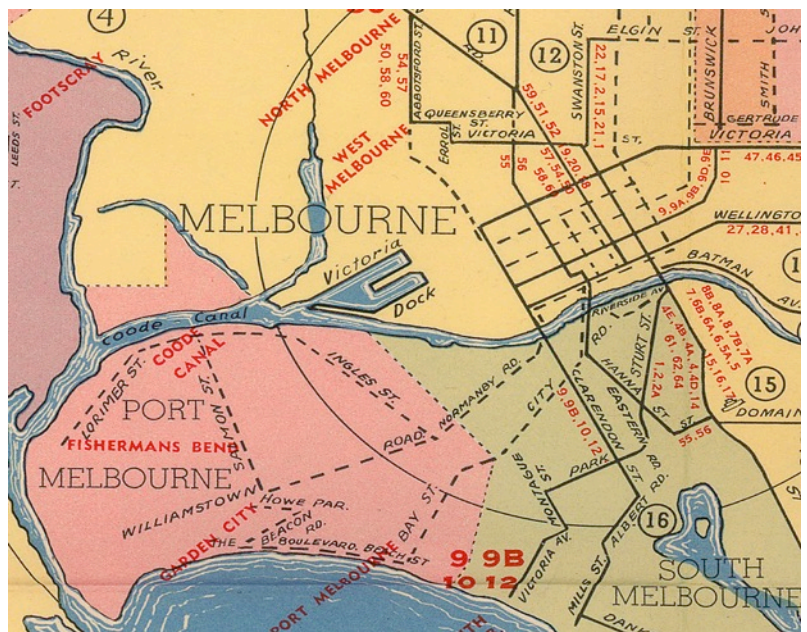 4
River
FOOTSCRAY
LEEDS ST.
T.
NORTH MELBOURNE
54, 57
50, 58, 60
ABBOTSFORD ST.
11
RD.
12
SWANSTON ST.
22,17,2,15,21,1
ELGIN ST.
BRUNSWICK
SMITH
GERTRUDE
VICTORIA
QUEENSBERRY
ST.
VICTORIA
ST.
ERROL
ST.
59,51,52
19,20,18
57,54,50
58,60
56
55
WEST
MELBOURNE
9,9A,9B,9D,9E
10 11
47.46.45
MELBOURNE
WELLINGTON
27,28,41,
Victoria
Dock
BATMAN
AV.
Coode Canal
COODE
CANAL
RIVERSIDE AV.
RD.
STURT ST.
HANNA
ST.
8B,8A,8,7B,7A
7,6B,6A,6,5A,5
15,16,17
4E,4B,4A,4,4D,14
61, 62, 64
1,2,2A
15
DOMAIN
LORIMER ST.
SALMON
ST.
INGLES ST.
NORMANBY RD.
CITY
CLARENDON
ST.
EASTERN
RD.
9,9B,10,12
55,56
PORT
FISHERMANS BEND
MELBOURNE
WILLIAMSTOWN
ROAD.
PARK
MONTAGUE
ST.
HOWE PAR.
THE BEACON
RD.
BOULEVARD.
BEACH ST
BAY ST.
GARDEN CITY
PORT MELBOURNE
9 9B
10 12
VICTORIA AV.
MILLS ST.
ALBERT RD.
16
SOUTH
MELBOURNE